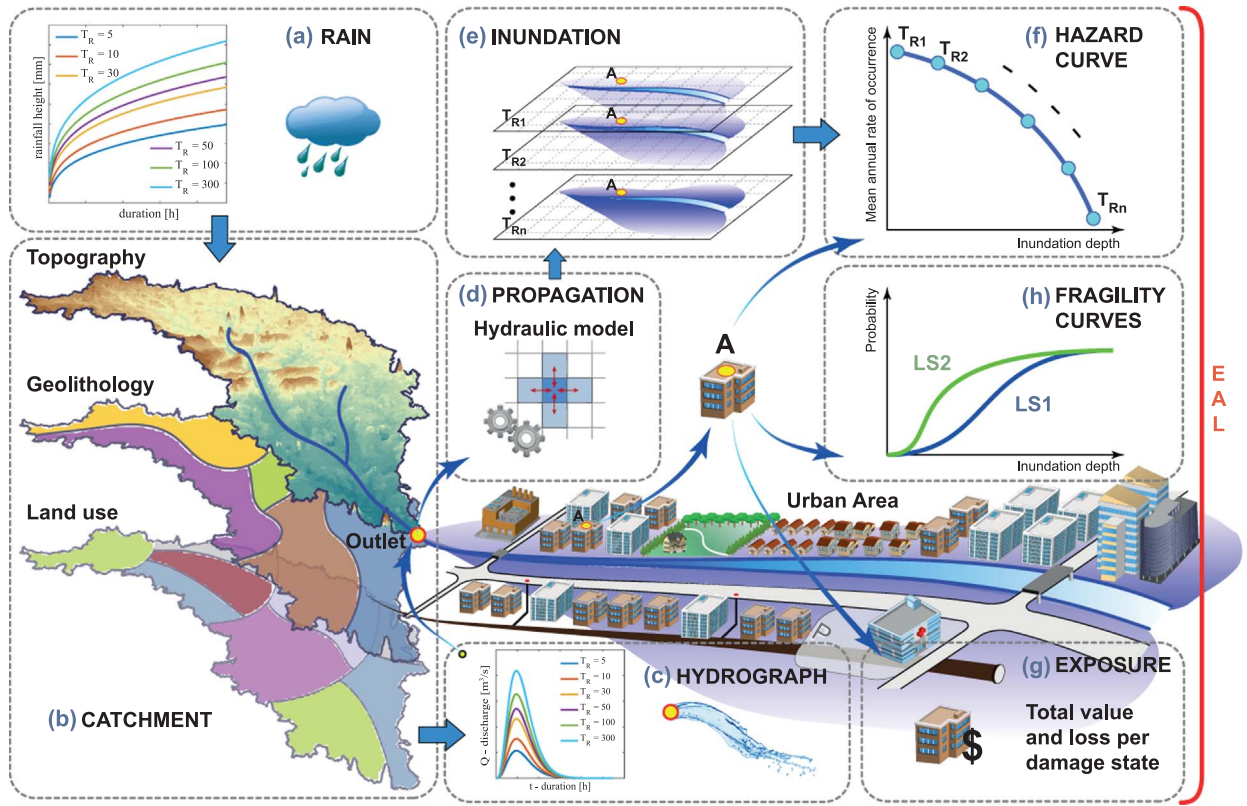 (a) RAIN
T_R = 5
T_R = 10
T_R = 30
T_R = 50
T_R = 100
T_R = 300
rainfall height [mm]
duration [h]
(e) INUNDATION
A
T_R1
A
T_R2
A
T_Rn
(f) HAZARD
CURVE
T_R1
T_R2
T_Rn
Mean annual rate of occurrence
Inundation depth
Topography
Geolithology
Land use
Outlet
(b) CATCHMENT
(d) PROPAGATION
Hydraulic model
A
(h) FRAGILITY
CURVES
Probability
LS2
LS1
Inundation depth
E
A
L
Urban Area
A
P
(c) HYDROGRAPH
T_R = 5
T_R = 10
T_R = 30
T_R = 50
T_R = 100
T_R = 300
Q - discharge [m³/s]
t - duration [h]
(g) EXPOSURE
$
Total value
and loss per
damage state